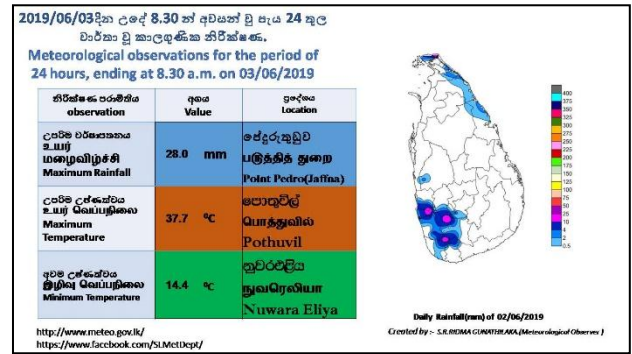 2019/06/03දින උදේ 8.30 න් අවසන් වු පැය 24 තුල
වාර්තා වූ කාලගුණික නිරීක්ෂණ.
Meteorological observations for the period of
24 hours, ending at 8.30 a.m. on 03/06/2019
නිරීක්ෂණ පරාමිතිය
observation
අගය
Value
ප්‍රදේශය
Location
උපරිම වර්ෂාපතනය
உயர்
மழைவீழ்ச்சி
Maximum Rainfall
28.0 mm
පේදුරුතුඩුව
பருத்தித் துறை
Point Pedro(Jaffna)
උපරිම උෂ්ණත්වය
உயர் வெப்பநிலை
Maximum
Temperature
37.7 ºC
පොතුවිල්
பொத்துவில்
Pothuvil
අවම උෂ්ණත්වය
இழிவு வெப்பநிலை
Minimum Temperature
14.4 ºC
නුවරඑළිය
நுவரெலியா
Nuwara Eliya
http://www.meteo.gov.lk/
https://www.facebook.com/SLMetDept/
400
375
350
325
300
275
250
225
200
175
150
125
100
75
50
25
10
4
2
0.5
Daily Rainfall(mm) of 02/06/2019
Created by :- S.R.RIDMA GUNATHILAKA.(Meteorological Observer )